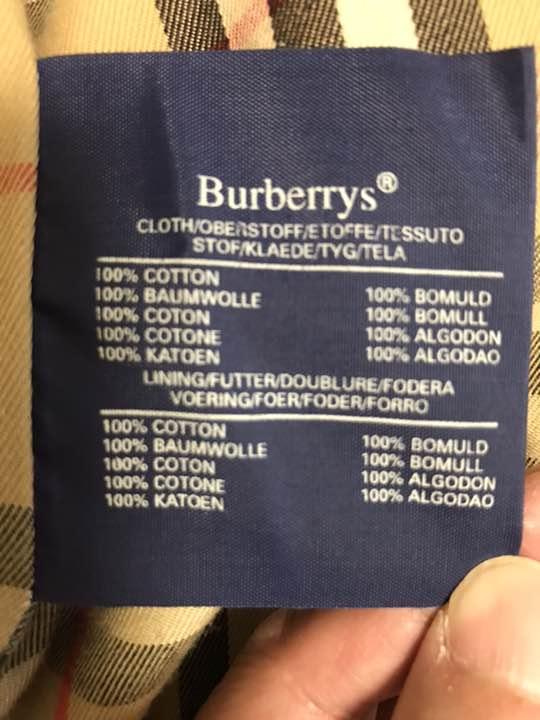 Burberrys®
CLOTH/OBERSTOFF/ETOFFE/TESSUTO
STOF/KLAEDE/TYG/TELA
100% COTTON
100% BAUMWOLLE 100% BOMULD
100% COTON 100% BOMULL
100% COTONE 100% ALGODON
100% KATOEN 100% ALGODAO
LINING/FUTTER/DOUBLURE/FODERA
VOERING/FOER/FODER/FORRO
100% COTTON
100% BAUMWOLLE 100% BOMULD
100% COTON 100% BOMULL
100% COTONE 100% ALGODON
100% KATOEN 100% ALGODAO